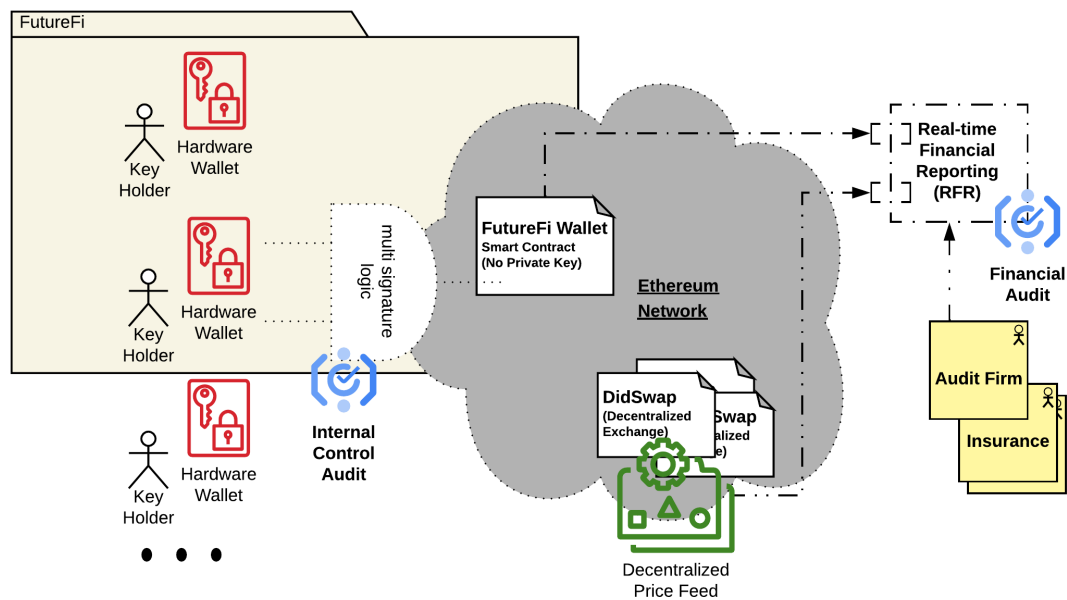 FutureFi
Key
Holder
Hardware
Wallet
Key
Holder
Hardware
Wallet
Key
Holder
Hardware
Wallet
multi signature
logic
Internal
Control
Audit
FutureFi Wallet
Smart Contract
(No Private Key)
Ethereum
Network
DidSwap
(Decentralized
Exchange)
Swap
alized
e)
Decentralized
Price Feed
Real-time
Financial
Reporting
(RFR)
Financial
Audit
Audit Firm
Insurance